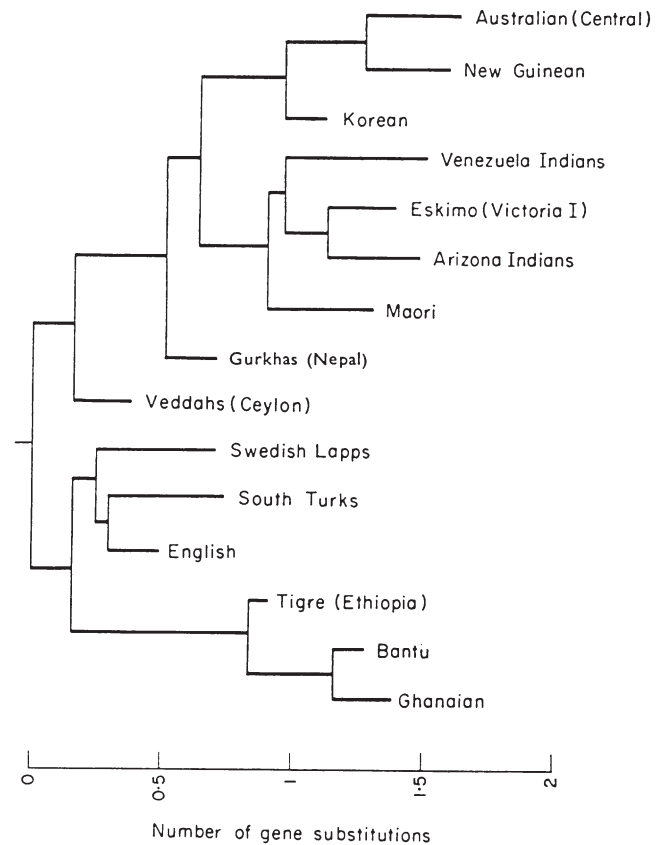 Australian (Central)
New Guinean
Korean
Venezuela Indians
Eskimo (Victoria I)
Arizona Indians
Maori
Gurkhas (Nepal)
Veddahs (Ceylon)
Swedish Lapps
South Turks
English
Tigre (Ethiopia)
Bantu
Ghanaian
0 0·5 1 1·5 2
Number of gene substitutions